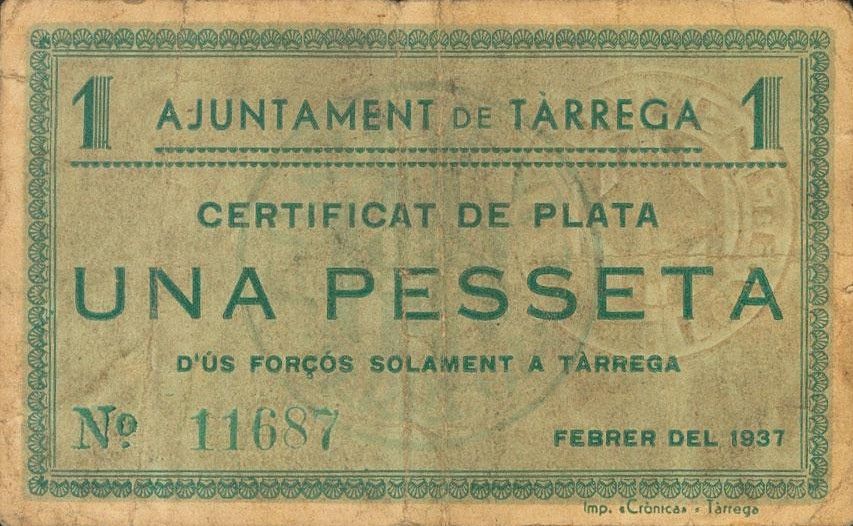 1 AJUNTAMENT DE TÀRREGA 1
CERTIFICAT DE PLATA
UNA PESSETA
D'ÚS FORÇÓS SOLAMENT A TÀRREGA
Nº 11687
FEBRER DEL 1937
Imp. «Crònica» - Tàrrega